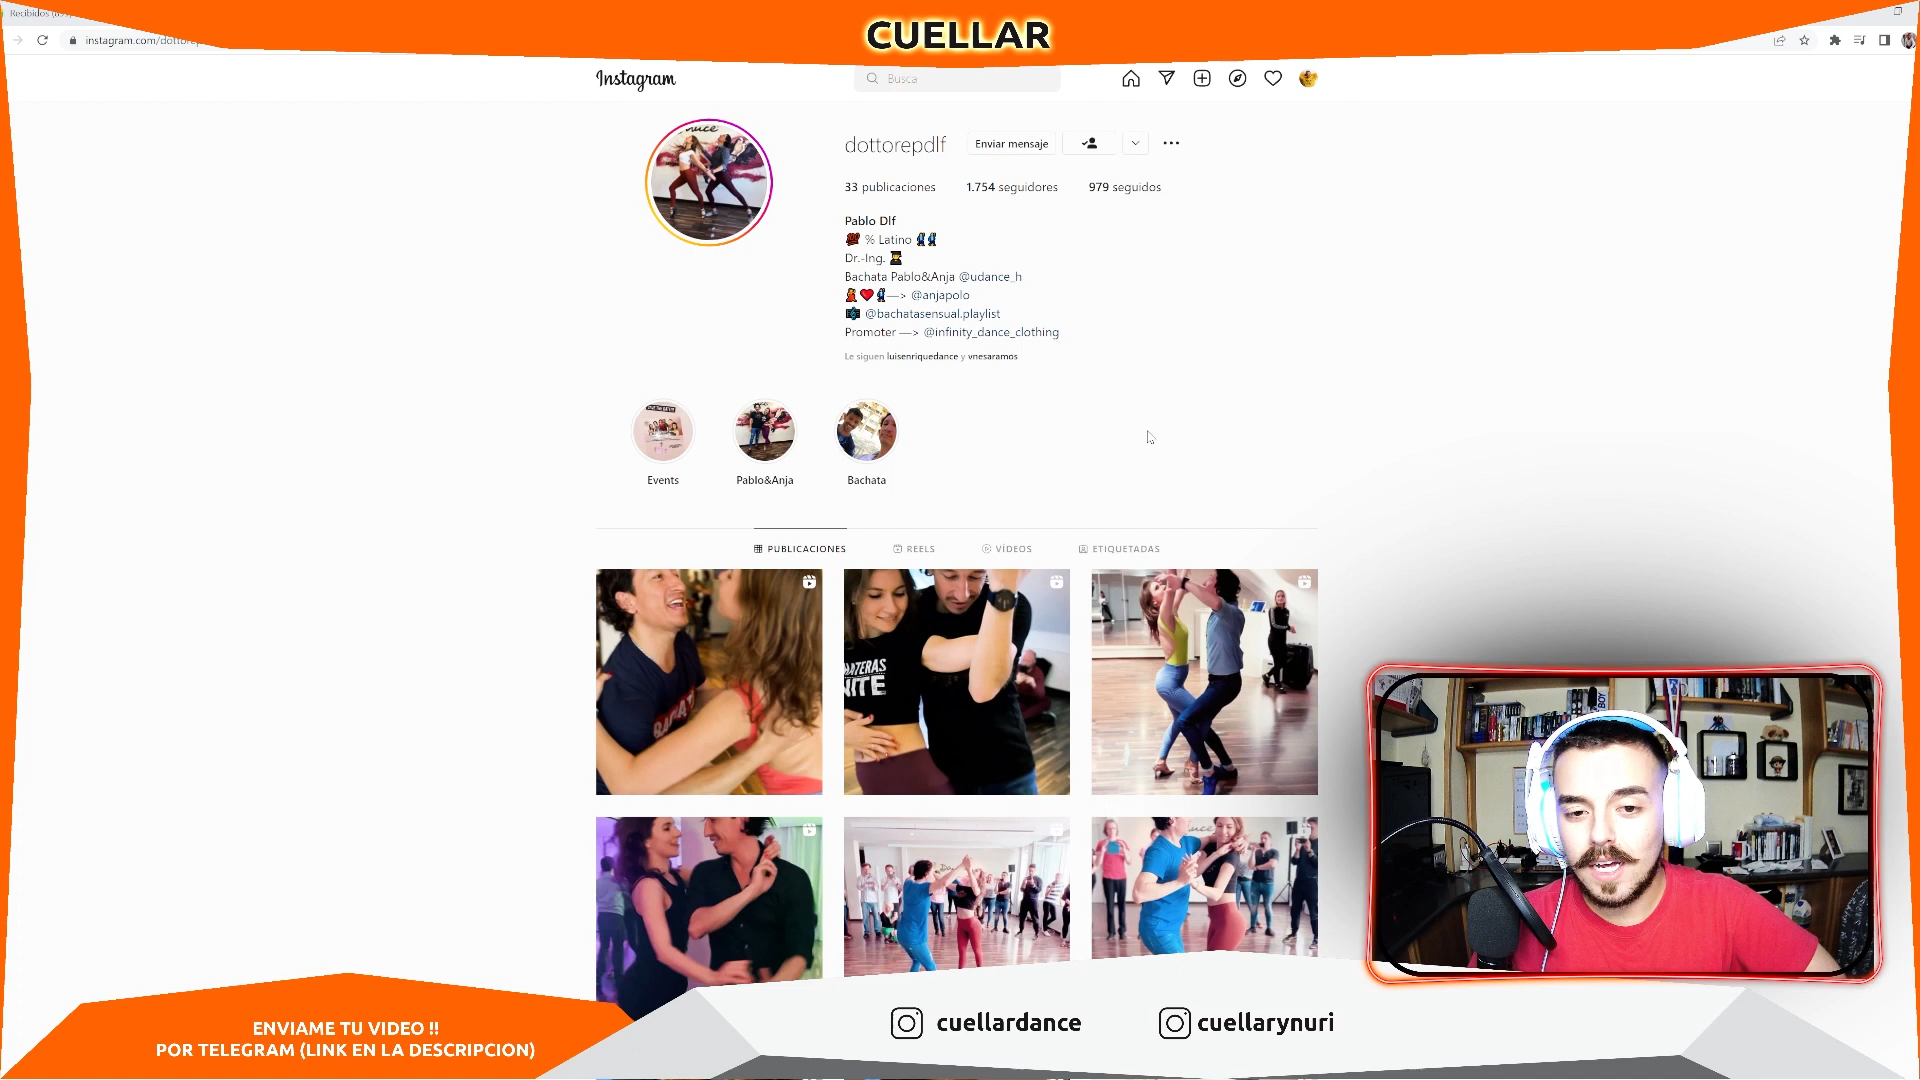 CUELLAR
instagram.com/dottorep
Instagram
Busca
dottorepdlf
Enviar mensaje
33 publicaciones
1.754 seguidores
979 seguidos
Pablo Dlf
💯 % Latino
Dr.-Ing.
Bachata Pablo&Anja @udance_h
—> @anjapolo
@bachatasensual.playlist
Promoter —> @infinity_dance_clothing
Le siguen luisenriquedance y vnesaramos
Events
Pablo&Anja
Bachata
PUBLICACIONES
REELS
VÍDEOS
ETIQUETADAS
ENVIAME TU VIDEO !!
POR TELEGRAM (LINK EN LA DESCRIPCION)
cuellardance
cuellarynuri